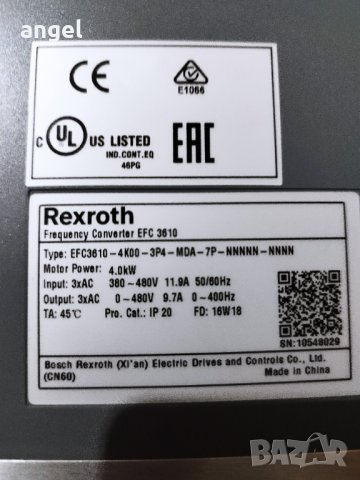 angel
CE
E1066
C UL US LISTED
IND.CONT.EQ
46PG
EAC
Rexroth
Frequency Converter EFC 3610
Type: EFC3610-4K00-3P4-MDA-7P-NNNNN-NNNN
Motor Power: 4.0kW
Input: 3xAC 380-480V 11.9A 50/60Hz
Output: 3xAC 0-480V 9.7A 0-400Hz
TA: 45℃ Pro. Cat.: IP 20 FD: 16W18
SN:10548029
Bosch Rexroth (Xi'an) Electric Drives and Controls Co., Ltd.
(CN60) Made in China
BAZAR
bazar.bg